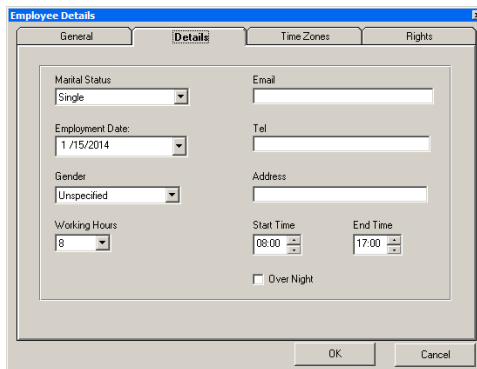 Employee Details
General Details Time Zones Rights
Marital Status Email
Single
Employment Date: Tel
1 /15/2014
Gender Address
Unspecified
Working Hours Start Time End Time
8 08:00 17:00
Over Night
OK Cancel